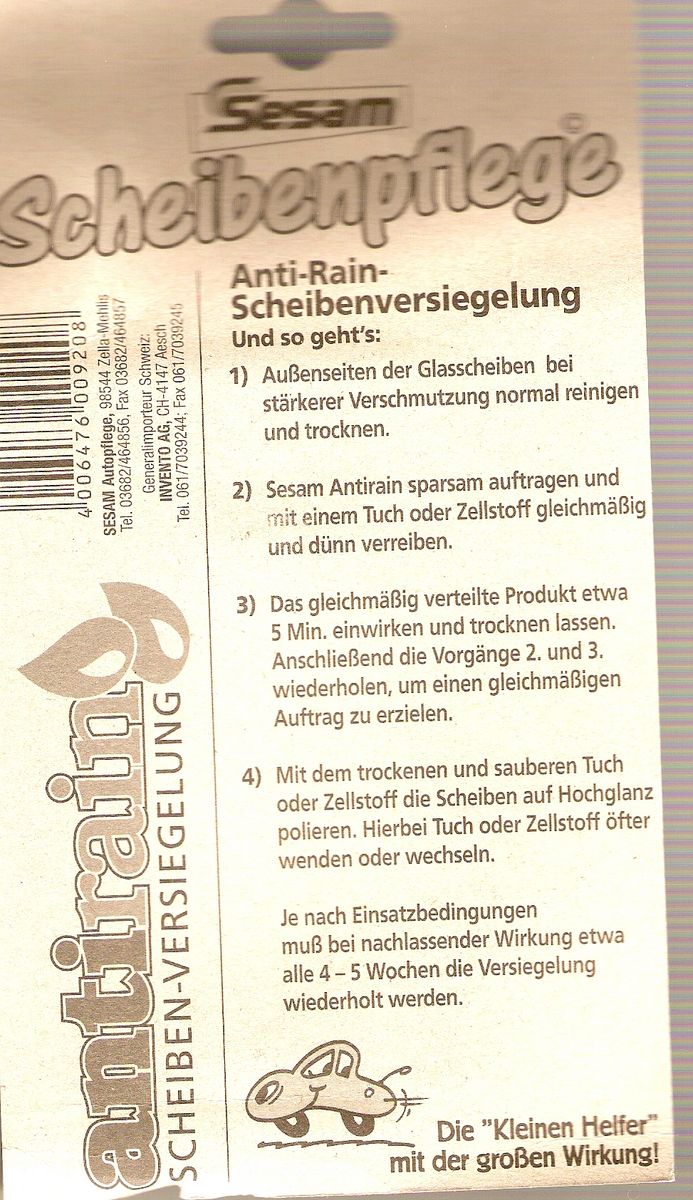 Sesam
Scheibenpflege ©
Anti-Rain-
Scheibenversiegelung
Und so geht's:
1) Außenseiten der Glasscheiben bei
stärkerer Verschmutzung normal reinigen
und trocknen.
2) Sesam Antirain sparsam auftragen und
mit einem Tuch oder Zellstoff gleichmäßig
und dünn verreiben.
3) Das gleichmäßig verteilte Produkt etwa
5 Min. einwirken und trocknen lassen.
Anschließend die Vorgänge 2. und 3.
wiederholen, um einen gleichmäßigen
Auftrag zu erzielen.
4) Mit dem trockenen und sauberen Tuch
oder Zellstoff die Scheiben auf Hochglanz
polieren. Hierbei Tuch oder Zellstoff öfter
wenden oder wechseln.
Je nach Einsatzbedingungen
muß bei nachlassender Wirkung etwa
alle 4 – 5 Wochen die Versiegelung
wiederholt werden.
Die "Kleinen Helfer"
mit der großen Wirkung!
4 006476 009208
SESAM Autopflege, 98544 Zella-Mehlis
Tel. 03682/464856, Fax 03682/464857
Generalimporteur Schweiz:
INVENTO AG, CH-4147 Aesch
Tel. 061/7039244; Fax 061/7039245
antirain
SCHEIBEN-VERSIEGELUNG